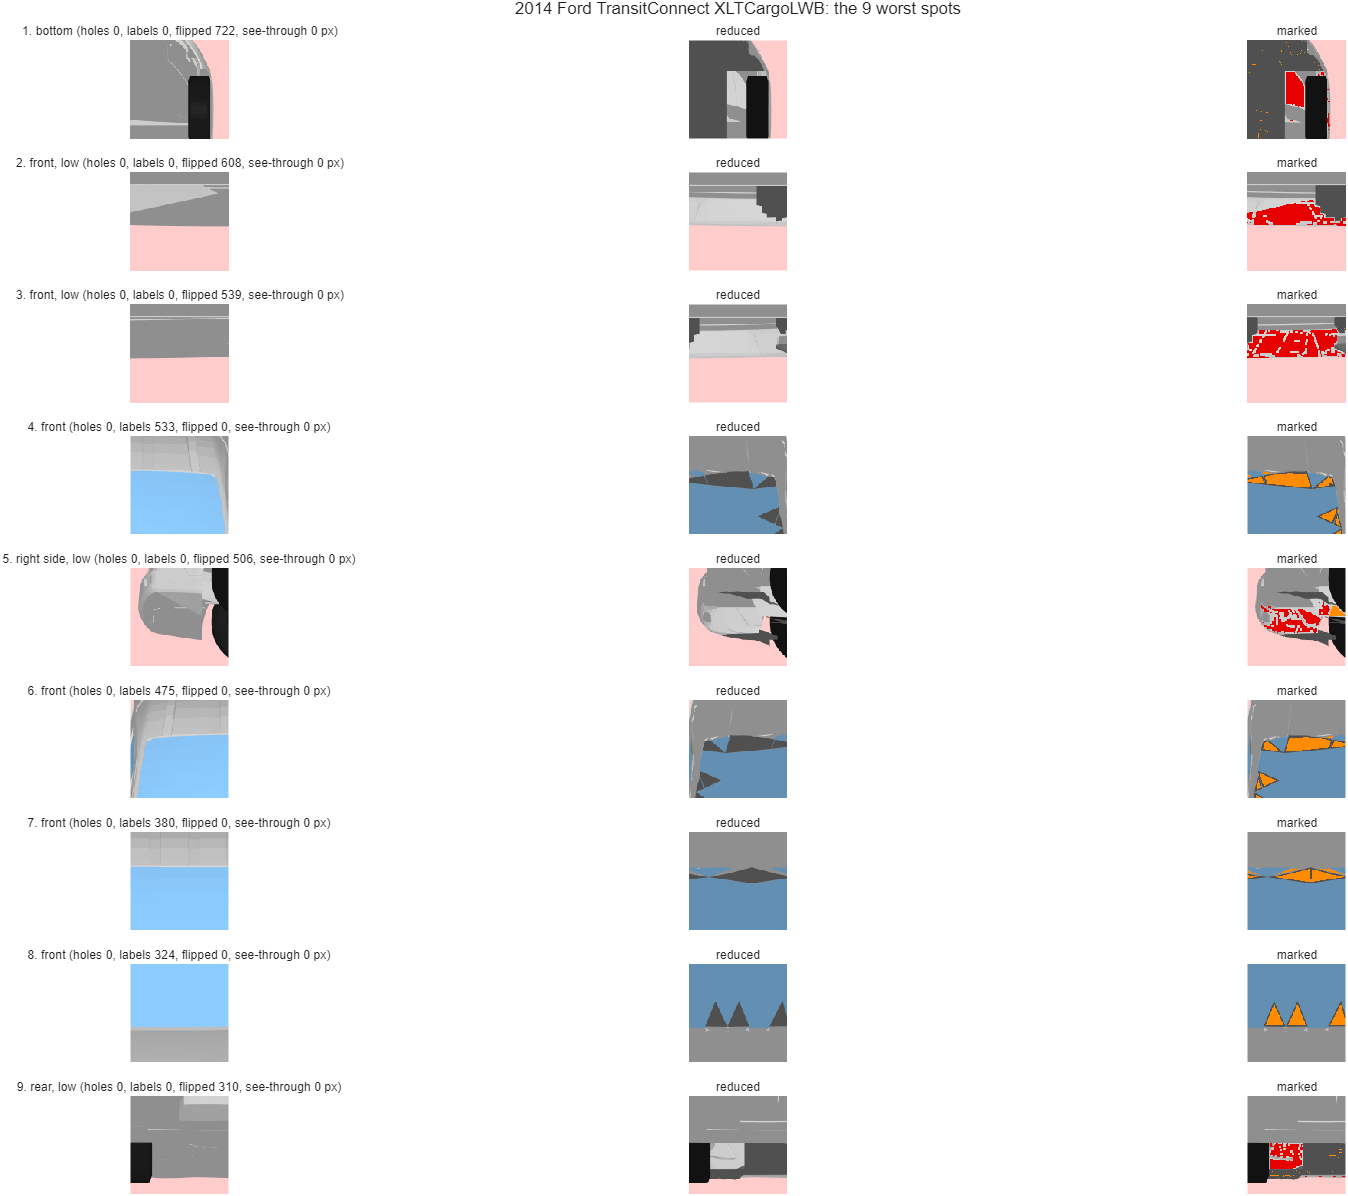 2014 Ford TransitConnect XLTCargoLWB: the 9 worst spots
1. bottom (holes 0, labels 0, flipped 722, see-through 0 px)
reduced
marked
2. front, low (holes 0, labels 0, flipped 608, see-through 0 px)
reduced
marked
3. front, low (holes 0, labels 0, flipped 539, see-through 0 px)
reduced
marked
4. front (holes 0, labels 533, flipped 0, see-through 0 px)
reduced
marked
5. right side, low (holes 0, labels 0, flipped 506, see-through 0 px)
reduced
marked
6. front (holes 0, labels 475, flipped 0, see-through 0 px)
reduced
marked
7. front (holes 0, labels 380, flipped 0, see-through 0 px)
reduced
marked
8. front (holes 0, labels 324, flipped 0, see-through 0 px)
reduced
marked
9. rear, low (holes 0, labels 0, flipped 310, see-through 0 px)
reduced
marked